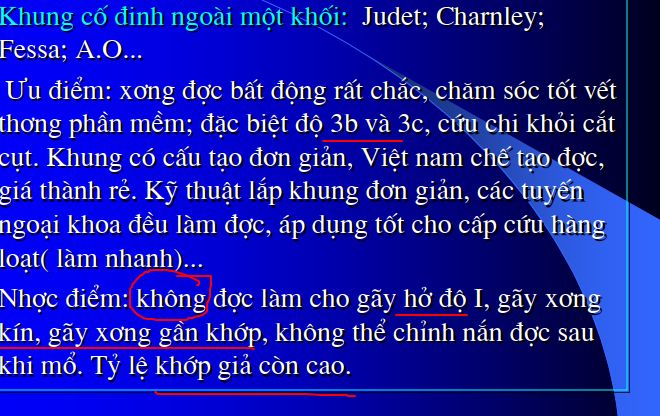 Khung cố đinh ngoài một khối: Judet; Charnley;
Fessa; A.O...
Ưu điểm: xơng đợc bất động rất chắc, chăm sóc tốt vết
thơng phần mềm; đặc biệt độ 3b và 3c, cứu chi khỏi cắt
cụt. Khung có cấu tạo đơn giản, Việt nam chế tạo đợc,
giá thành rẻ. Kỹ thuật lắp khung đơn giản, các tuyến
ngoại khoa đều làm đợc, áp dụng tốt cho cấp cứu hàng
loạt( làm nhanh)...
Nhợc điểm: không đợc làm cho gãy hở độ I, gãy xơng
kín, gãy xơng gần khớp, không thể chỉnh nắn đợc sau
khi mổ. Tỷ lệ khớp giả còn cao.